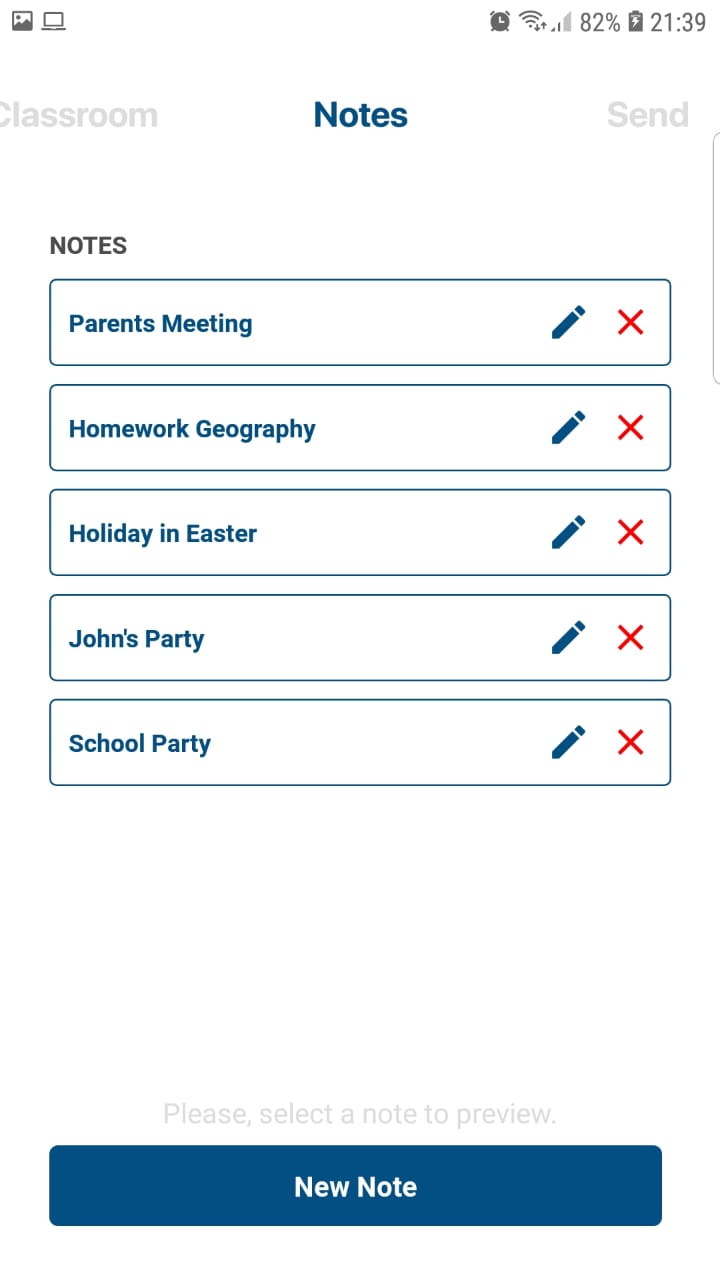 82% 21:39
Classroom Notes Send
NOTES
Parents Meeting
Homework Geography
Holiday in Easter
John's Party
School Party
Please, select a note to preview.
New Note